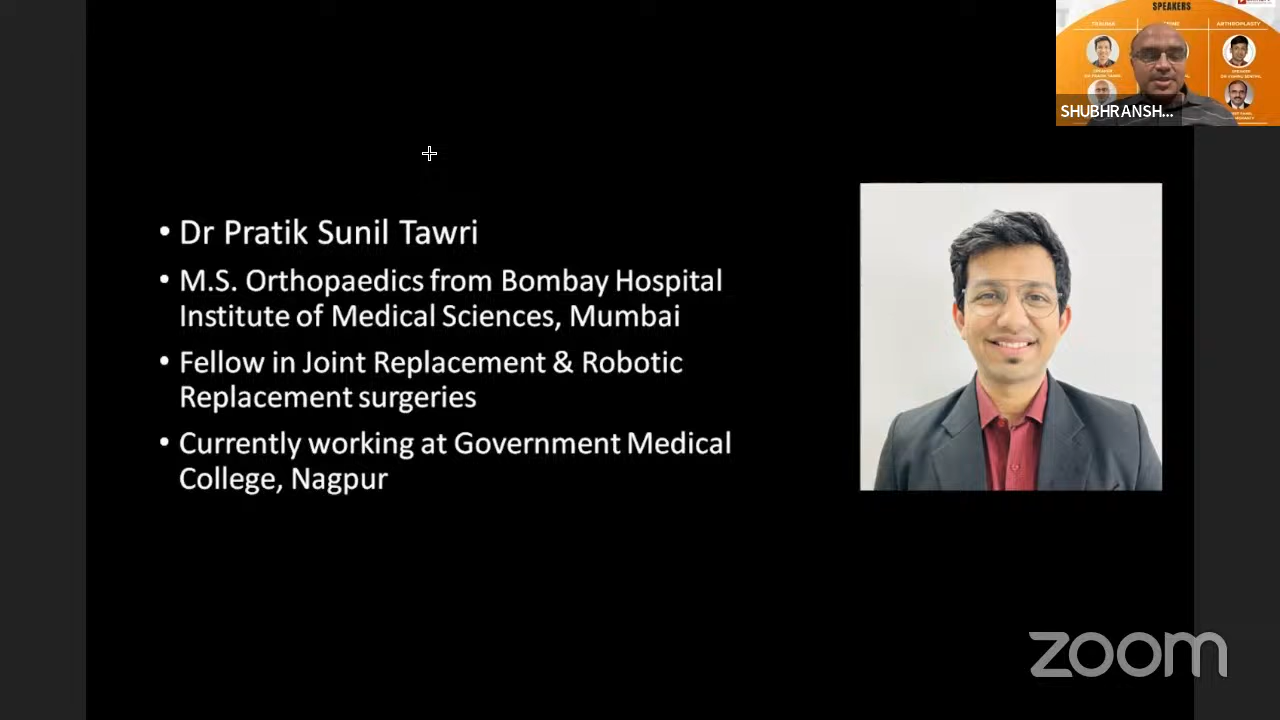 SPEAKERS
ARTHROPLASTY
SHUBHRANSH...
• Dr Pratik Sunil Tawri
• M.S. Orthopaedics from Bombay Hospital
Institute of Medical Sciences, Mumbai
• Fellow in Joint Replacement & Robotic
Replacement surgeries
• Currently working at Government Medical
College, Nagpur
zoom